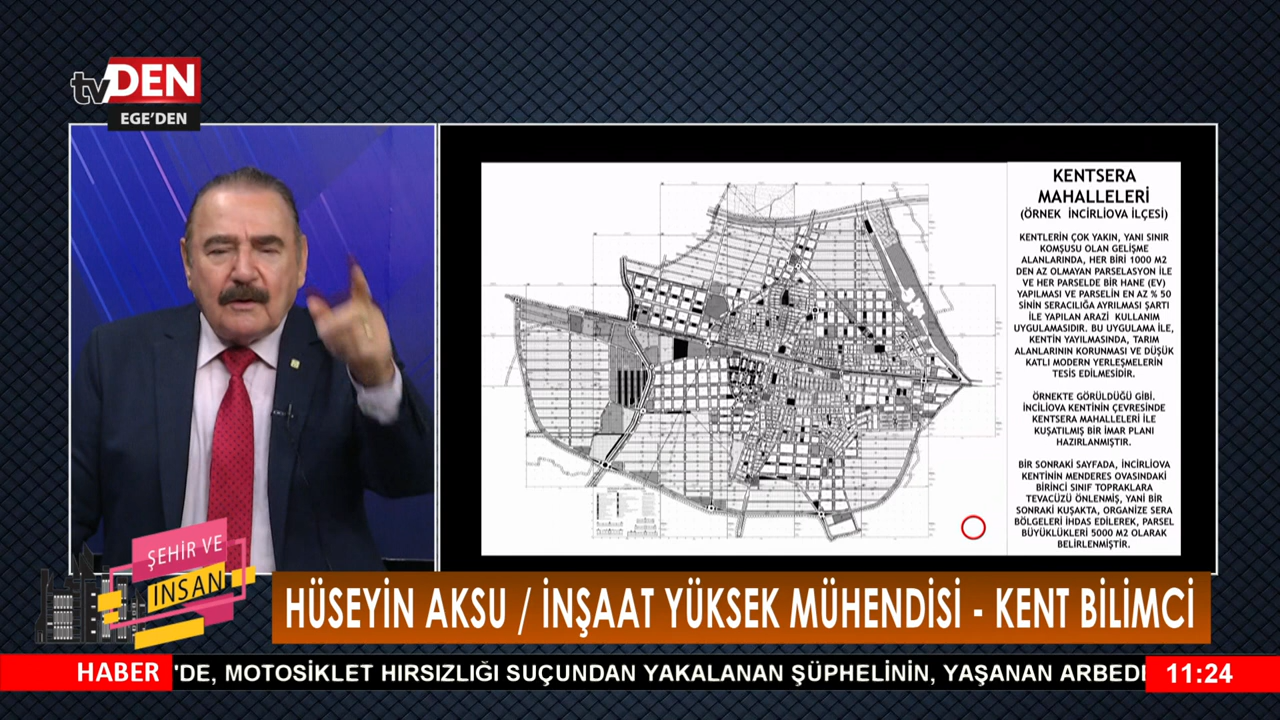 tvDEN
EGE'DEN
KENTSERA
MAHALLELERİ
(ÖRNEK İNCİRLİOVA İLÇESİ)
KENTLERİN ÇOK YAKIN, YANI SINIR
KOMŞUSU OLAN GELİŞME
ALANLARINDA, HER BİRİ 1000 M2
DEN AZ OLMAYAN PARSELASYON İLE
VE HER PARSELDE BİR HANE (EV)
YAPILMASI VE PARSELİN EN AZ % 50
SİNİN SERACILIĞA AYRILMASI ŞARTI
İLE YAPILAN ARAZİ KULLANIM
UYGULAMASIDIR. BU UYGULAMA İLE,
KENTİN YAYILMASINDA, TARIM
ALANLARININ KORUNMASI VE DÜŞÜK
KATLI MODERN YERLEŞMELERİN
TESİS EDİLMESİDİR.
ÖRNEKTE GÖRÜLDÜĞÜ GİBİ.
İNCİLİOVA KENTİNİN ÇEVRESİNDE
KENTSERA MAHALLELERİ İLE
KUŞATILMIŞ BİR İMAR PLANI
HAZIRLANMIŞTIR.
BİR SONRAKİ SAYFADA, İNCİRLİOVA
KENTİNİN MENDERES OVASINDAKİ
BİRİNCİ SINIF TOPRAKLARA
TEVACÜZÜ ÖNLENMİŞ, YANİ BİR
SONRAKİ KUŞAKTA, ORGANİZE SERA
BÖLGELERİ İHDAS EDİLEREK, PARSEL
BÜYÜKLÜKLERİ 5000 M2 OLARAK
BELİRLENMİŞTİR.
ŞEHİR VE
İNSAN
HÜSEYİN AKSU / İNŞAAT YÜKSEK MÜHENDİSİ - KENT BİLİMCİ
HABER 'DE, MOTOSİKLET HIRSIZLIĞI SUÇUNDAN YAKALANAN ŞÜPHELİNİN, YAŞANAN ARBEDE 11:24